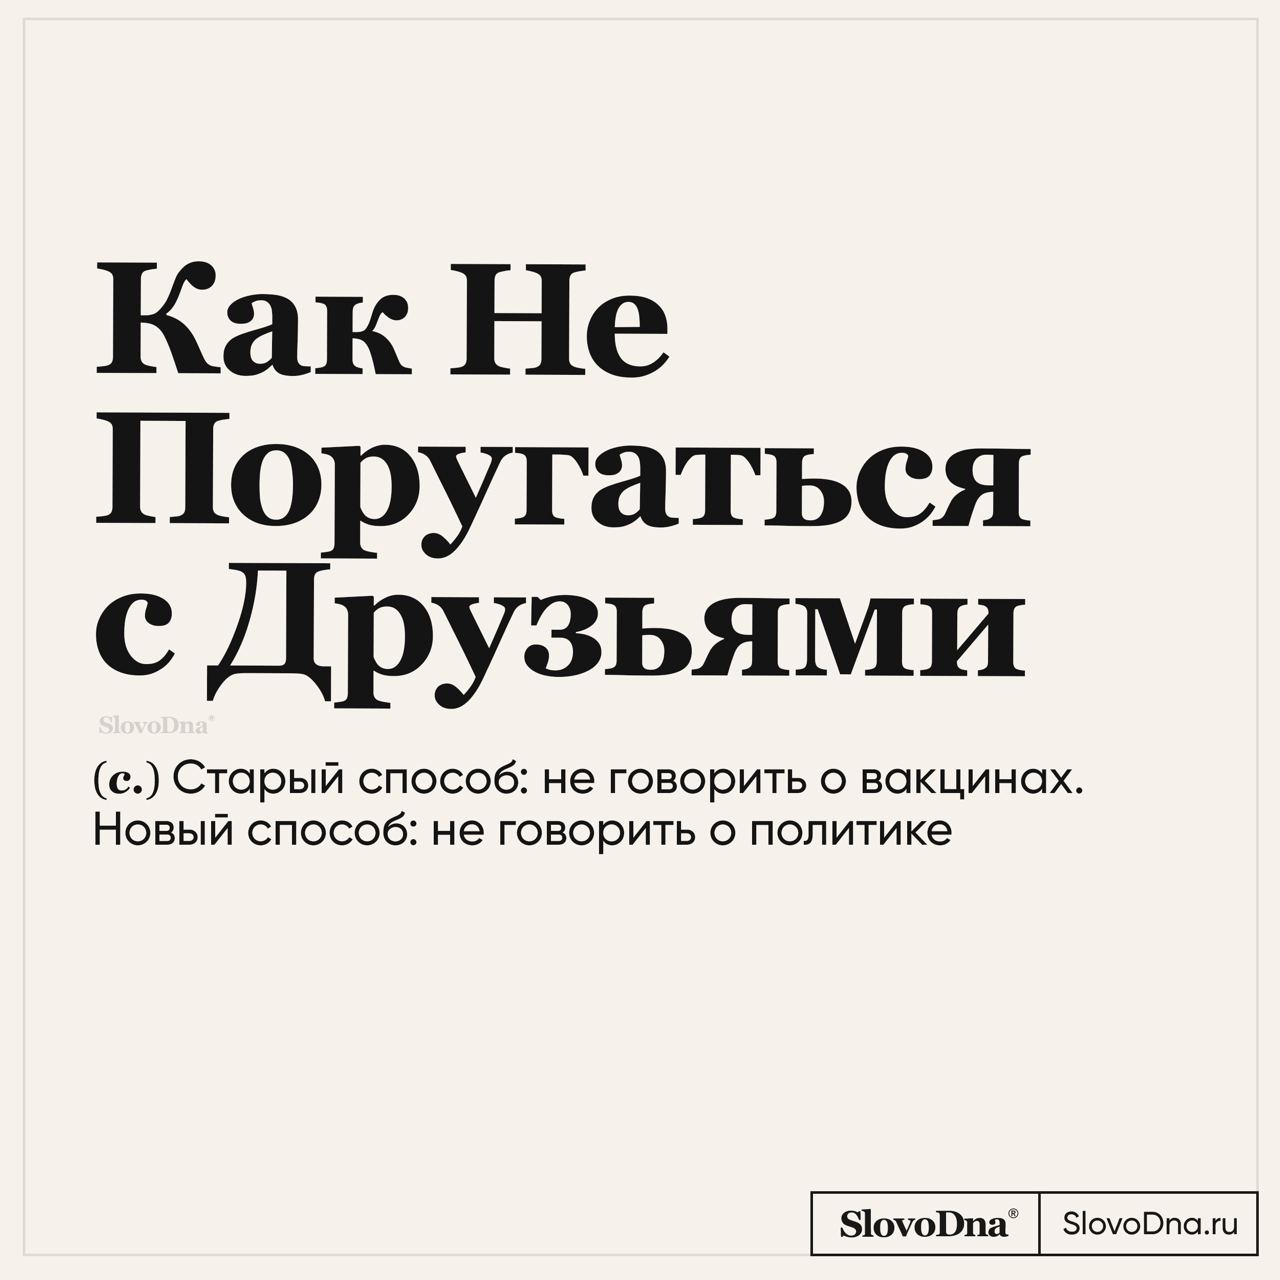 Как Не
Поругаться
с Друзьями
SlovoDna®
(с.) Старый способ: не говорить о вакцинах.
Новый способ: не говорить о политике
SlovoDna® SlovoDna.ru